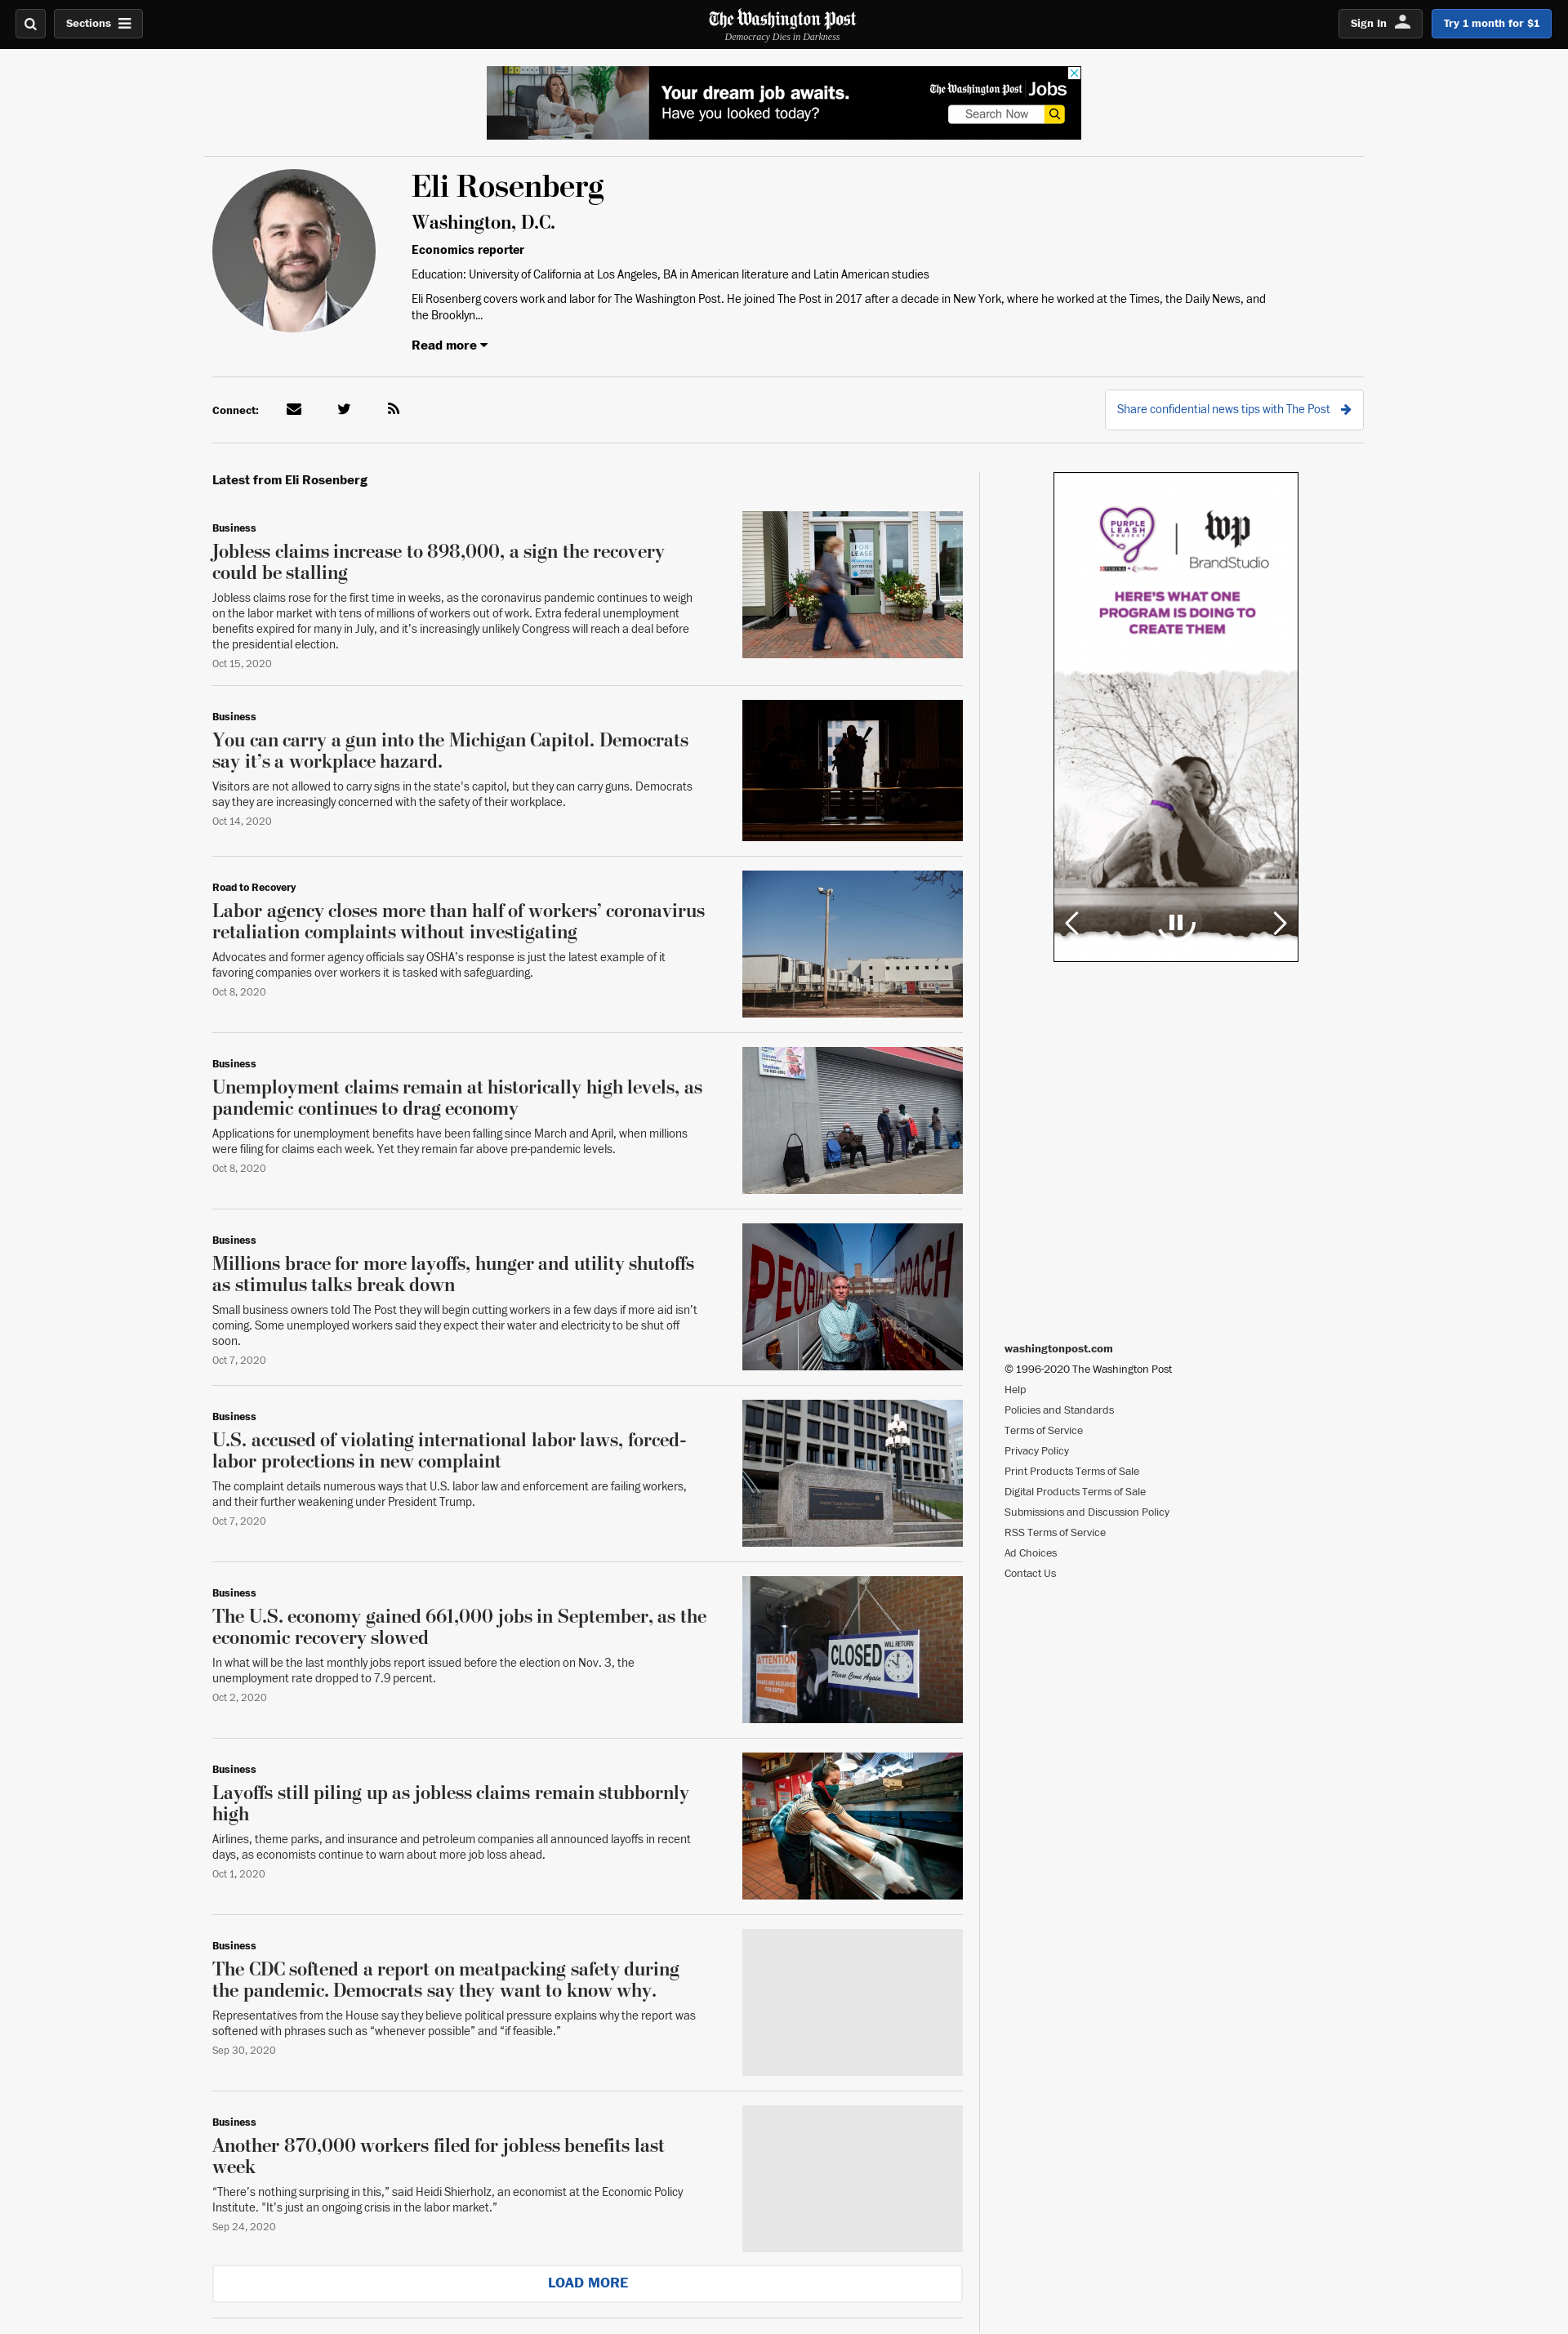 Sections
The Washington Post
Democracy Dies in Darkness
Sign In
Try 1 month for $1
Your dream job awaits.
Have you looked today?
The Washington Post Jobs
Search Now
Eli Rosenberg
Washington, D.C.
Economics reporter
Education: University of California at Los Angeles, BA in American literature and Latin American studies
Eli Rosenberg covers work and labor for The Washington Post. He joined The Post in 2017 after a decade in New York, where he worked at the Times, the Daily News, and
the Brooklyn...
Read more
Connect:
Share confidential news tips with The Post
Latest from Eli Rosenberg
Business
Jobless claims increase to 898,000, a sign the recovery
could be stalling
Jobless claims rose for the first time in weeks, as the coronavirus pandemic continues to weigh
on the labor market with tens of millions of workers out of work. Extra federal unemployment
benefits expired for many in July, and it’s increasingly unlikely Congress will reach a deal before
the presidential election.
Oct 15, 2020
FOR
LEASE
Business
You can carry a gun into the Michigan Capitol. Democrats
say it’s a workplace hazard.
Visitors are not allowed to carry signs in the state's capitol, but they can carry guns. Democrats
say they are increasingly concerned with the safety of their workplace.
Oct 14, 2020
Road to Recovery
Labor agency closes more than half of workers’ coronavirus
retaliation complaints without investigating
Advocates and former agency officials say OSHA’s response is just the latest example of it
favoring companies over workers it is tasked with safeguarding.
Oct 8, 2020
Business
Unemployment claims remain at historically high levels, as
pandemic continues to drag economy
Applications for unemployment benefits have been falling since March and April, when millions
were filing for claims each week. Yet they remain far above pre-pandemic levels.
Oct 8, 2020
Business
Millions brace for more layoffs, hunger and utility shutoffs
as stimulus talks break down
Small business owners told The Post they will begin cutting workers in a few days if more aid isn’t
coming. Some unemployed workers said they expect their water and electricity to be shut off
soon.
Oct 7, 2020
PEORIA COACH
Business
U.S. accused of violating international labor laws, forced-
labor protections in new complaint
The complaint details numerous ways that U.S. labor law and enforcement are failing workers,
and their further weakening under President Trump.
Oct 7, 2020
Business
The U.S. economy gained 661,000 jobs in September, as the
economic recovery slowed
In what will be the last monthly jobs report issued before the election on Nov. 3, the
unemployment rate dropped to 7.9 percent.
Oct 2, 2020
WILL RETURN
CLOSED
Please Come Again
ATTENTION
Business
Layoffs still piling up as jobless claims remain stubbornly
high
Airlines, theme parks, and insurance and petroleum companies all announced layoffs in recent
days, as economists continue to warn about more job loss ahead.
Oct 1, 2020
Business
The CDC softened a report on meatpacking safety during
the pandemic. Democrats say they want to know why.
Representatives from the House say they believe political pressure explains why the report was
softened with phrases such as “whenever possible” and “if feasible.”
Sep 30, 2020
Business
Another 870,000 workers filed for jobless benefits last
week
“There’s nothing surprising in this,” said Heidi Shierholz, an economist at the Economic Policy
Institute. "It’s just an ongoing crisis in the labor market.”
Sep 24, 2020
LOAD MORE
PURPLE
LEASH
PROJECT
PURINA
wp
BrandStudio
HERE'S WHAT ONE
PROGRAM IS DOING TO
CREATE THEM
washingtonpost.com
© 1996-2020 The Washington Post
Help
Policies and Standards
Terms of Service
Privacy Policy
Print Products Terms of Sale
Digital Products Terms of Sale
Submissions and Discussion Policy
RSS Terms of Service
Ad Choices
Contact Us